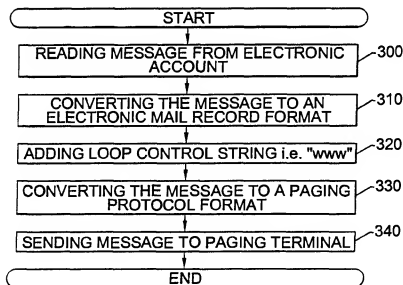 START
READING MESSAGE FROM ELECTRONIC
ACCOUNT
300
CONVERTING THE MESSAGE TO AN
ELECTRONIC MAIL RECORD FORMAT
310
ADDING LOOP CONTROL STRING i.e. "www"
320
CONVERTING THE MESSAGE TO A PAGING
PROTOCOL FORMAT
330
SENDING MESSAGE TO PAGING TERMINAL
340
END